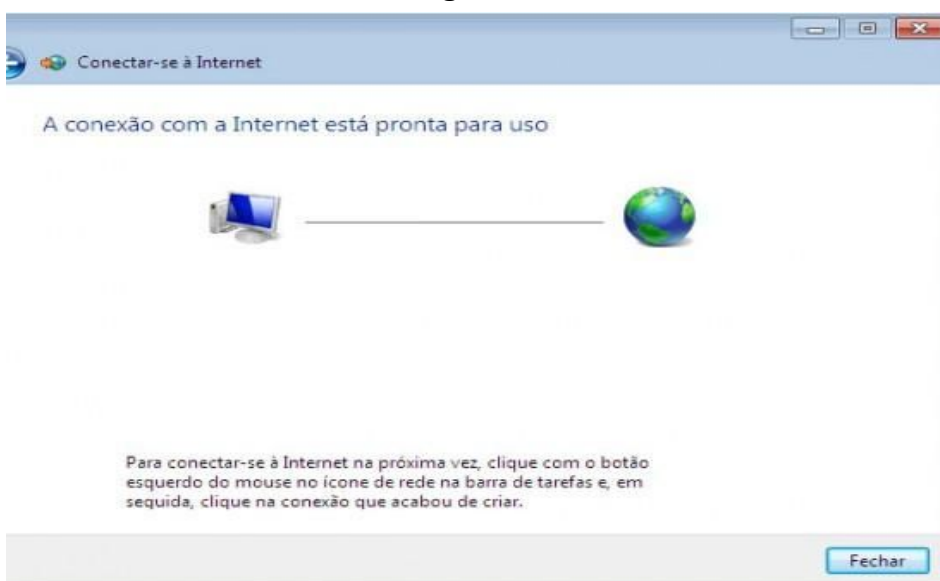 Conectar-se à Internet
A conexão com a Internet está pronta para uso
Para conectar-se à Internet na próxima vez, clique com o botão
esquerdo do mouse no ícone de rede na barra de tarefas e, em
seguida, clique na conexão que acabou de criar.
Fechar